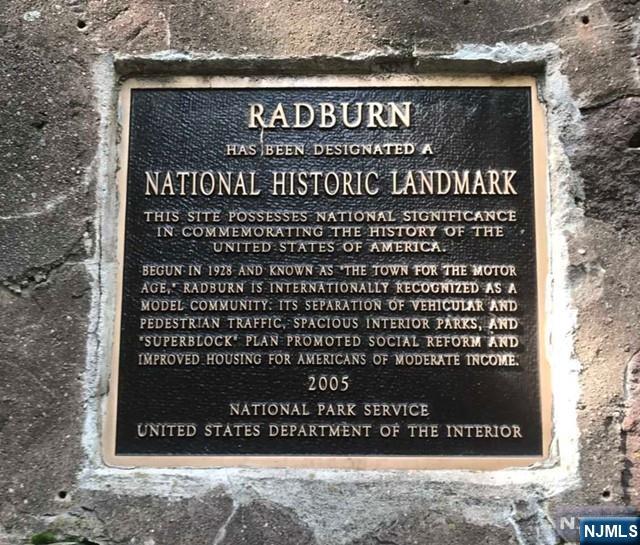 RADBURN
HAS BEEN DESIGNATED A
NATIONAL HISTORIC LANDMARK
THIS SITE POSSESSES NATIONAL SIGNIFICANCE
IN COMMEMORATING THE HISTORY OF THE
UNITED STATES OF AMERICA.
BEGUN IN 1928 AND KNOWN AS "THE TOWN FOR THE MOTOR
AGE," RADBURN IS INTERNATIONALLY RECOGNIZED AS A
MODEL COMMUNITY. ITS SEPARATION OF VEHICULAR AND
PEDESTRIAN TRAFFIC, SPACIOUS INTERIOR PARKS, AND
"SUPERBLOCK" PLAN PROMOTED SOCIAL REFORM AND
IMPROVED HOUSING FOR AMERICANS OF MODERATE INCOME.
2005
NATIONAL PARK SERVICE
UNITED STATES DEPARTMENT OF THE INTERIOR
NJMLS